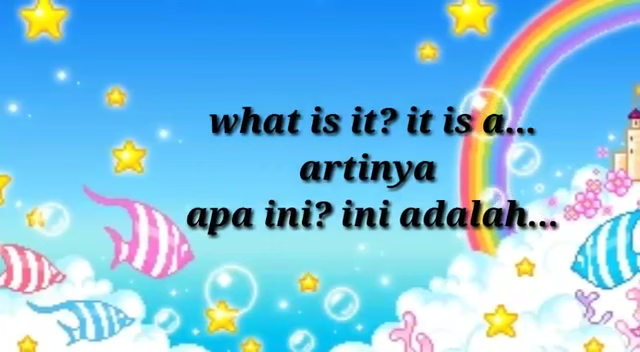 what is it? it is a...
artinya
apa ini? ini adalah...